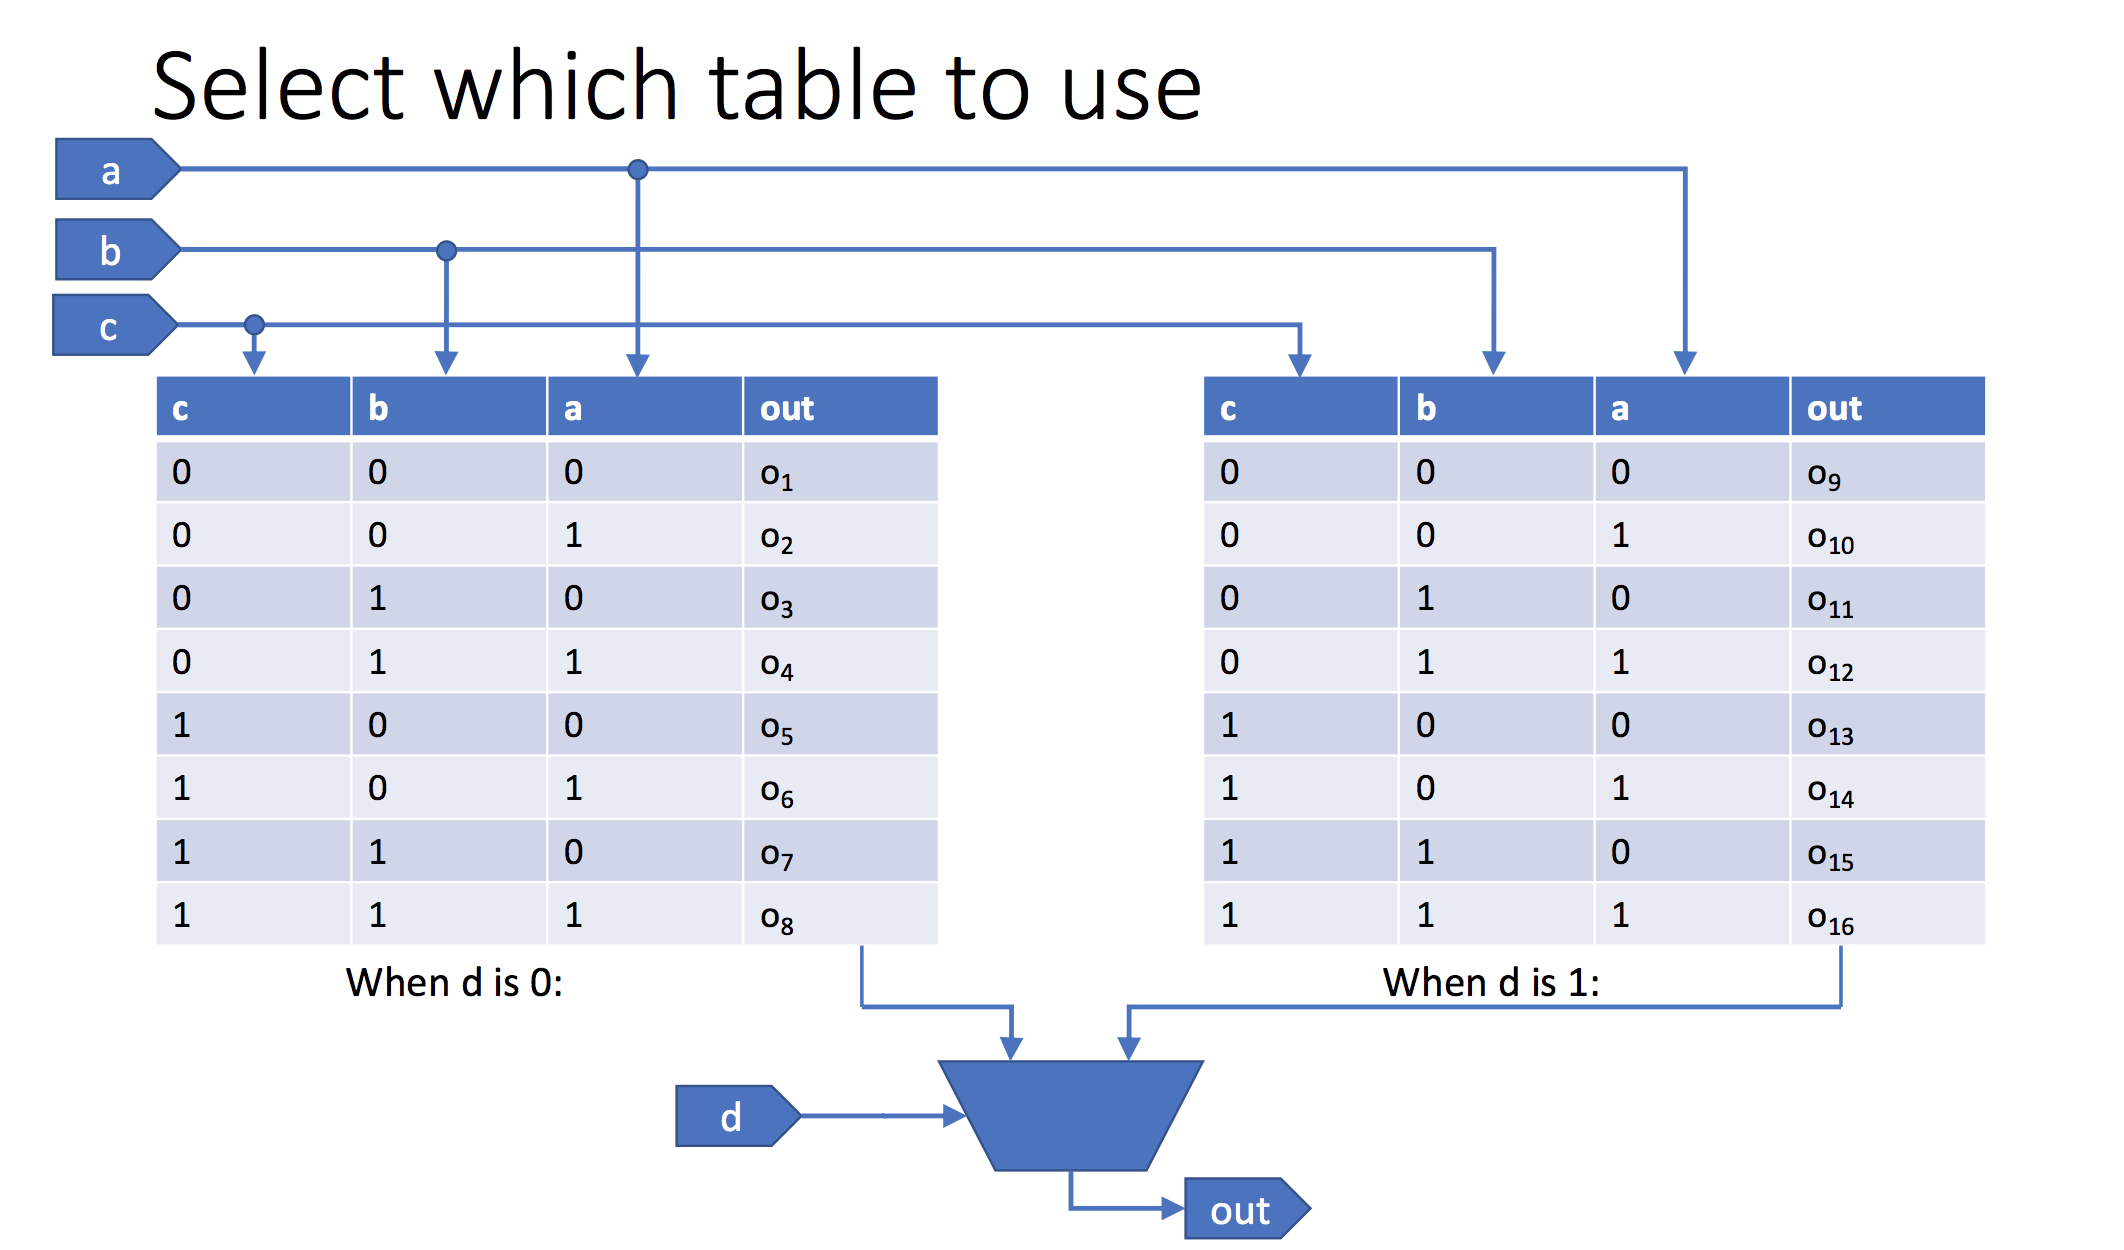 Select which table to use
a
b
c
c b a out
0 0 0 o₁
0 0 1 o₂
0 1 0 o₃
0 1 1 o₄
1 0 0 o₅
1 0 1 o₆
1 1 0 o₇
1 1 1 o₈
When d is 0:
c b a out
0 0 0 o₉
0 0 1 o₁₀
0 1 0 o₁₁
0 1 1 o₁₂
1 0 0 o₁₃
1 0 1 o₁₄
1 1 0 o₁₅
1 1 1 o₁₆
When d is 1:
d
out